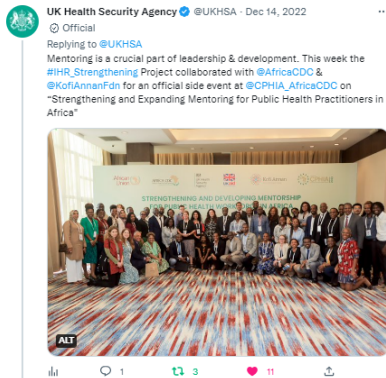 UK Health Security Agency @UKHSA · Dec 14, 2022
Official
Replying to @UKHSA
Mentoring is a crucial part of leadership & development. This week the
#IHR_Strengthening Project collaborated with @AfricaCDC &
@KofiAnnanFdn for an official side event at @CPHIA_AfricaCDC on
“Strengthening and Expanding Mentoring for Public Health Practitioners in
Africa”
STRENGTHENING AND DEVELOPING MENTORSHIP
ALT
1
3
11